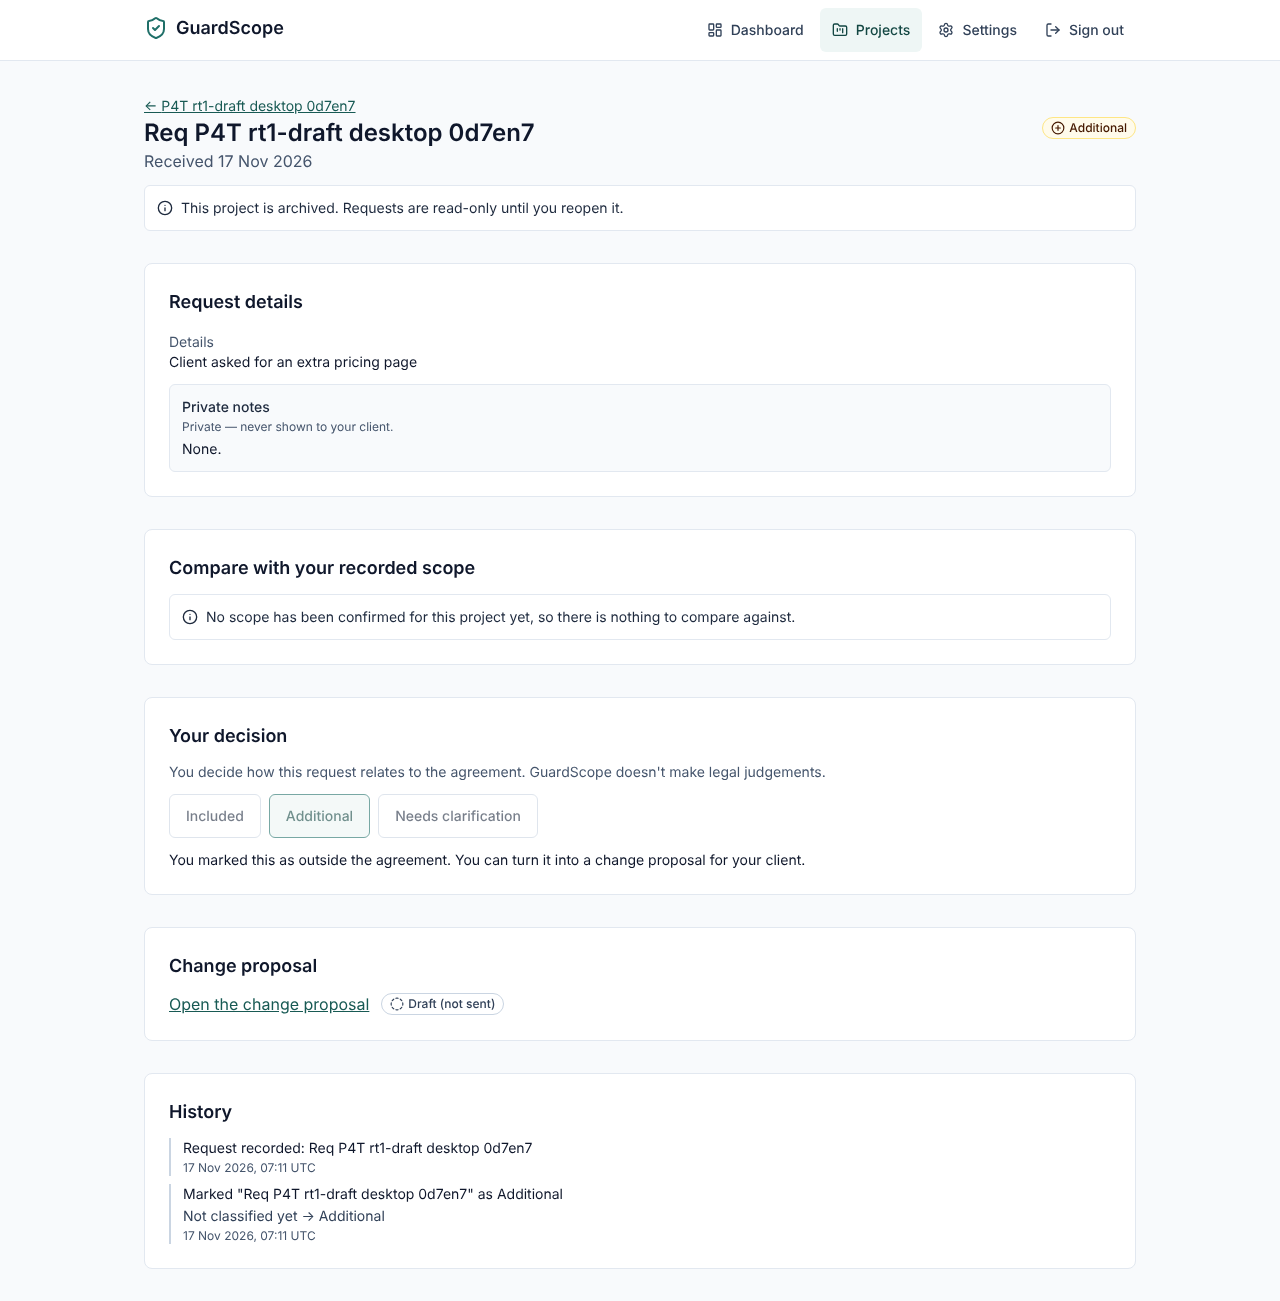 GuardScope
Dashboard
Projects
Settings
Sign out
← P4T rt1-draft desktop 0d7en7
Req P4T rt1-draft desktop 0d7en7
Additional
Received 17 Nov 2026
This project is archived. Requests are read-only until you reopen it.
Request details
Details
Client asked for an extra pricing page
Private notes
Private — never shown to your client.
None.
Compare with your recorded scope
No scope has been confirmed for this project yet, so there is nothing to compare against.
Your decision
You decide how this request relates to the agreement. GuardScope doesn't make legal judgements.
Included
Additional
Needs clarification
You marked this as outside the agreement. You can turn it into a change proposal for your client.
Change proposal
Open the change proposal
Draft (not sent)
History
Request recorded: Req P4T rt1-draft desktop 0d7en7
17 Nov 2026, 07:11 UTC
Marked "Req P4T rt1-draft desktop 0d7en7" as Additional
Not classified yet → Additional
17 Nov 2026, 07:11 UTC